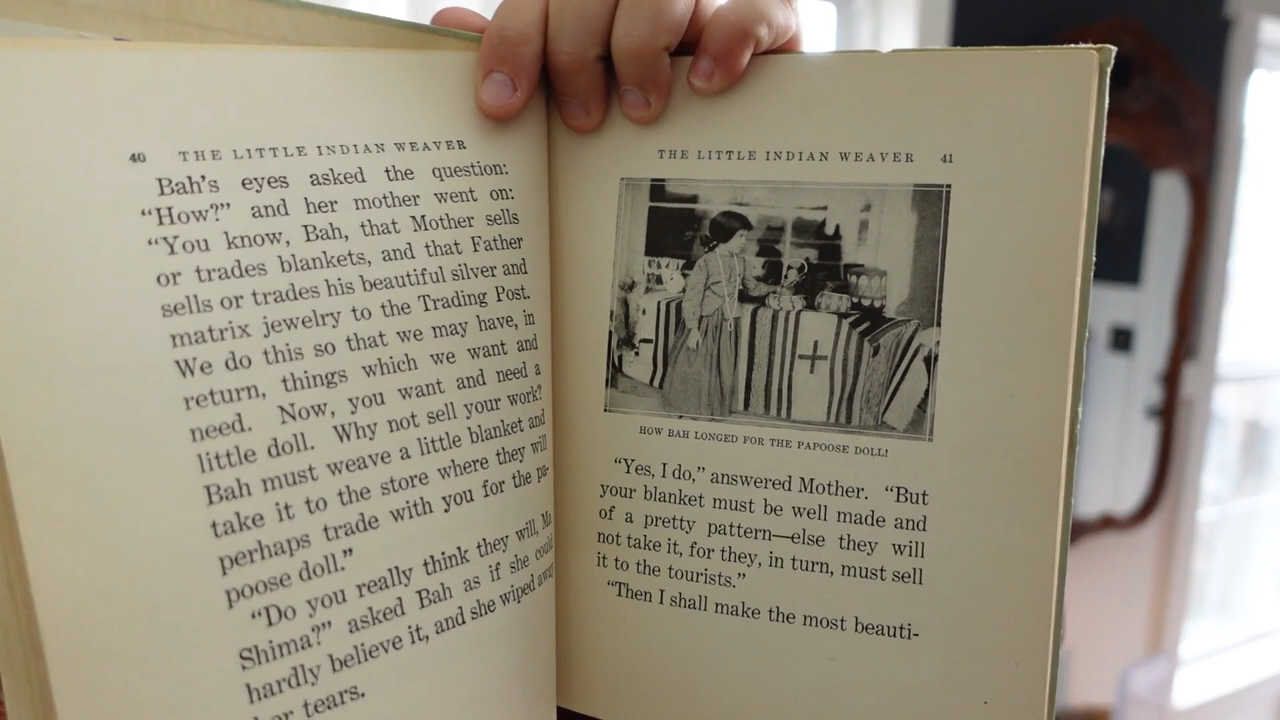 40 THE LITTLE INDIAN WEAVER
Bah's eyes asked the question:
“How?” and her mother went on:
“You know, Bah, that Mother sells
or trades blankets, and that Father
sells or trades his beautiful silver and
matrix jewelry to the Trading Post.
We do this so that we may have, in
return, things which we want and
need. Now, you want and need a
little doll. Why not sell your work?
Bah must weave a little blanket and
take it to the store where they will
perhaps trade with you for the pa-
poose doll.”
“Do you really think they will, Ma
Shima?” asked Bah as if she could
hardly believe it, and she wiped away
her tears.
THE LITTLE INDIAN WEAVER 41
HOW BAH LONGED FOR THE PAPOOSE DOLL!
“Yes, I do,” answered Mother. “But
your blanket must be well made and
of a pretty pattern—else they will
not take it, for they, in turn, must sell
it to the tourists.”
“Then I shall make the most beauti-